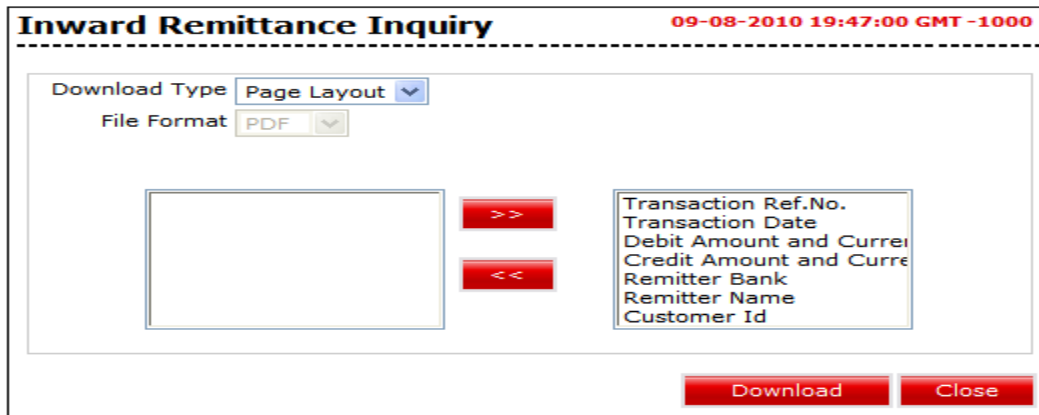 Inward Remittance Inquiry
09-08-2010 19:47:00 GMT -1000
Download Type Page Layout
File Format PDF
>>
<<
Transaction Ref.No.
Transaction Date
Debit Amount and Curre
Credit Amount and Curre
Remitter Bank
Remitter Name
Customer Id
Download Close